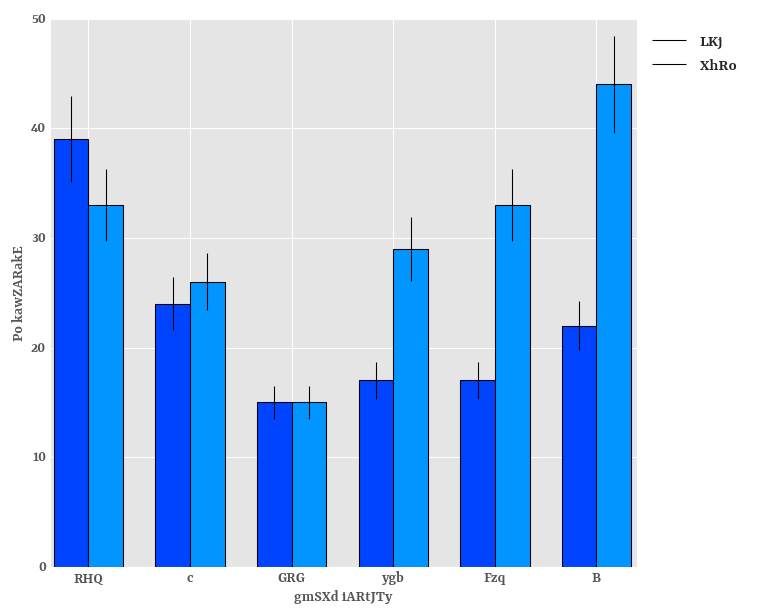 50
40
30
20
10
0
Po kawZARakE
RHQ c GRG ygb Fzq B
gmSXd iARtJTy
LKj
XhRo